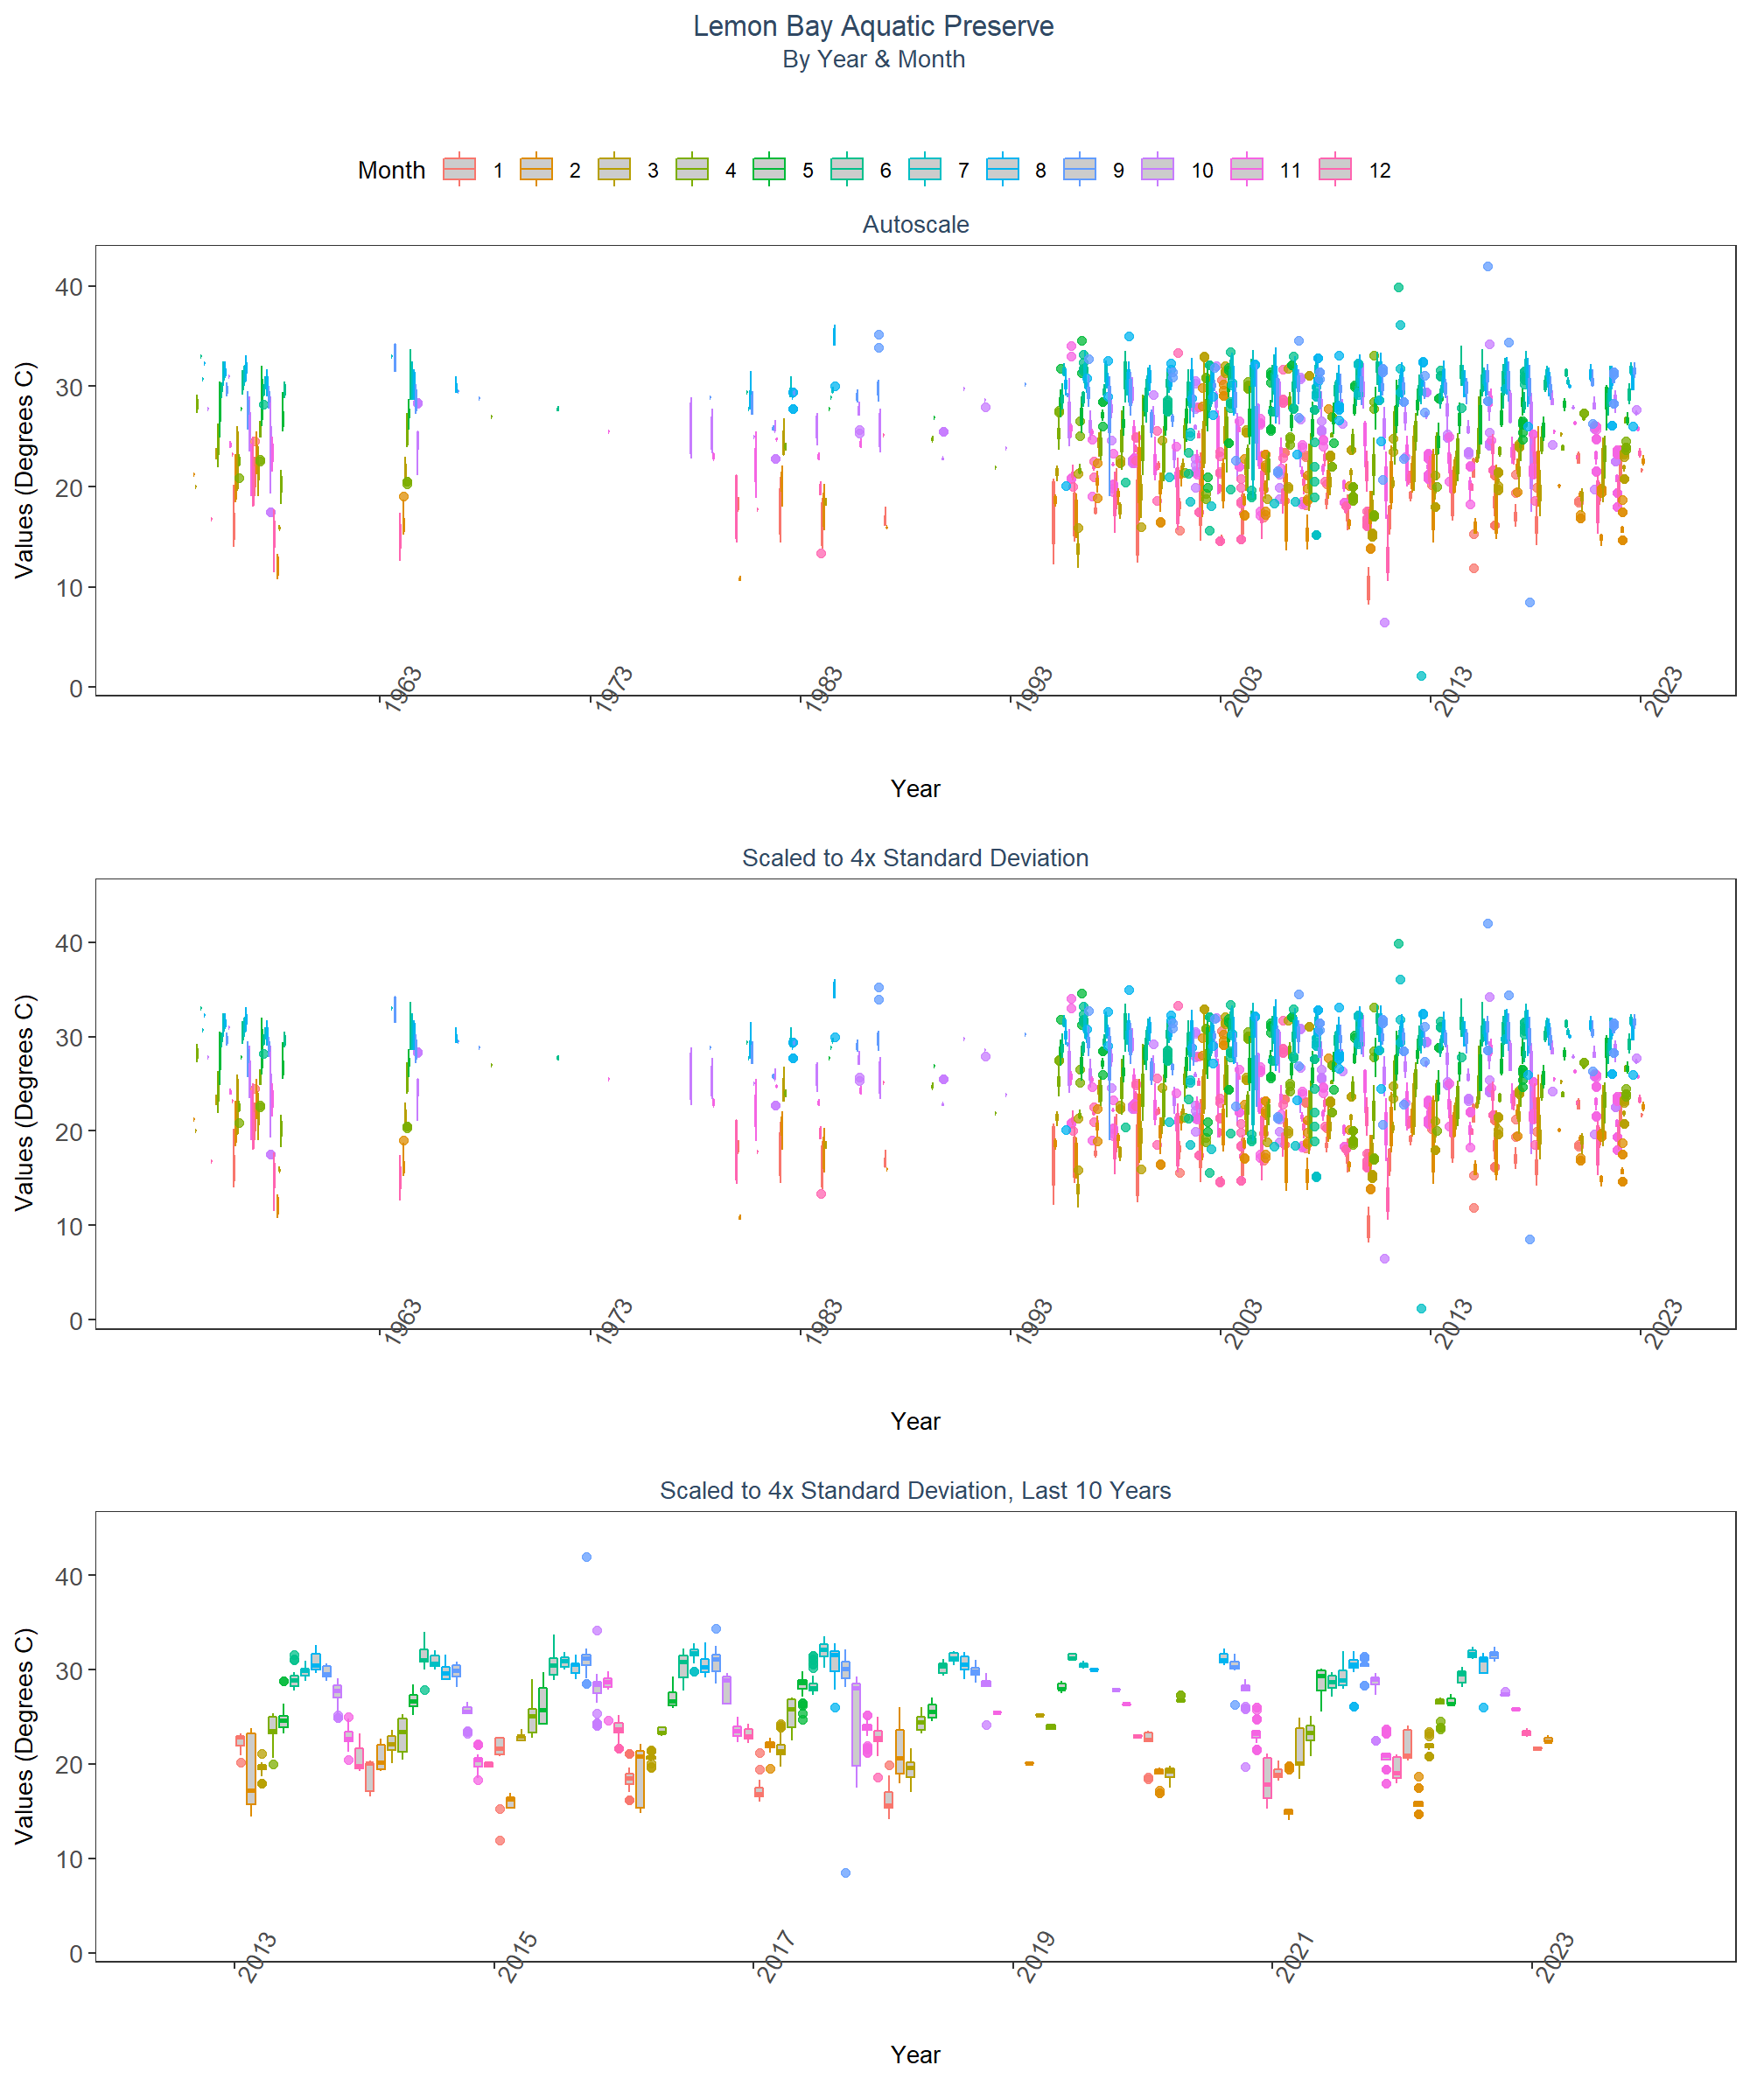 Lemon Bay Aquatic Preserve
By Year & Month
Month 1 2 3 4 5 6 7 8 9 10 11 12
Autoscale
Values (Degrees C)
40
30
20
10
0
1963 1973 1983 1993 2003 2013 2023
Year
Scaled to 4x Standard Deviation
Values (Degrees C)
40
30
20
10
0
1963 1973 1983 1993 2003 2013 2023
Year
Scaled to 4x Standard Deviation, Last 10 Years
Values (Degrees C)
40
30
20
10
0
2013 2015 2017 2019 2021 2023
Year